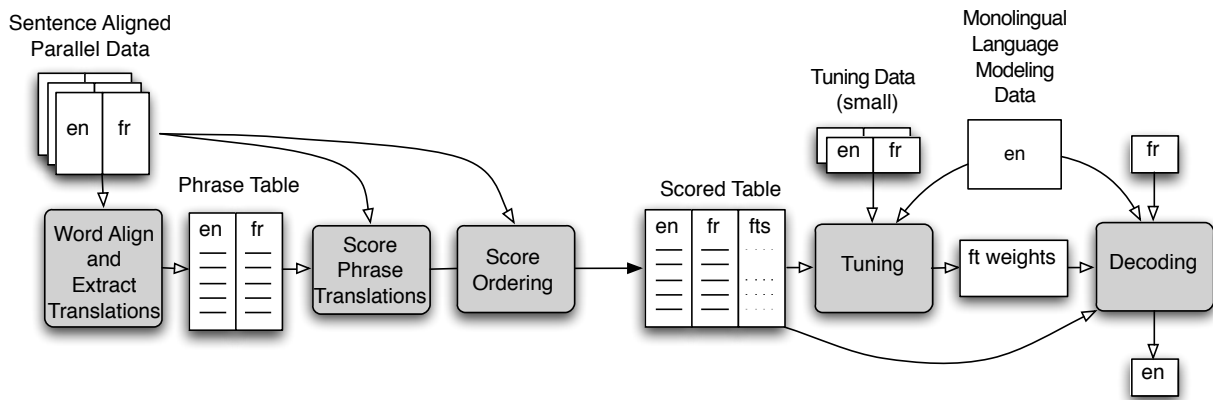 Sentence Aligned
Parallel Data
en fr
Word Align
and
Extract
Translations
Phrase Table
en fr
Score
Phrase
Translations
Score
Ordering
Scored Table
en fr fts
Tuning Data
(small)
en fr
Tuning
Monolingual
Language
Modeling
Data
en
ft weights
fr
Decoding
en